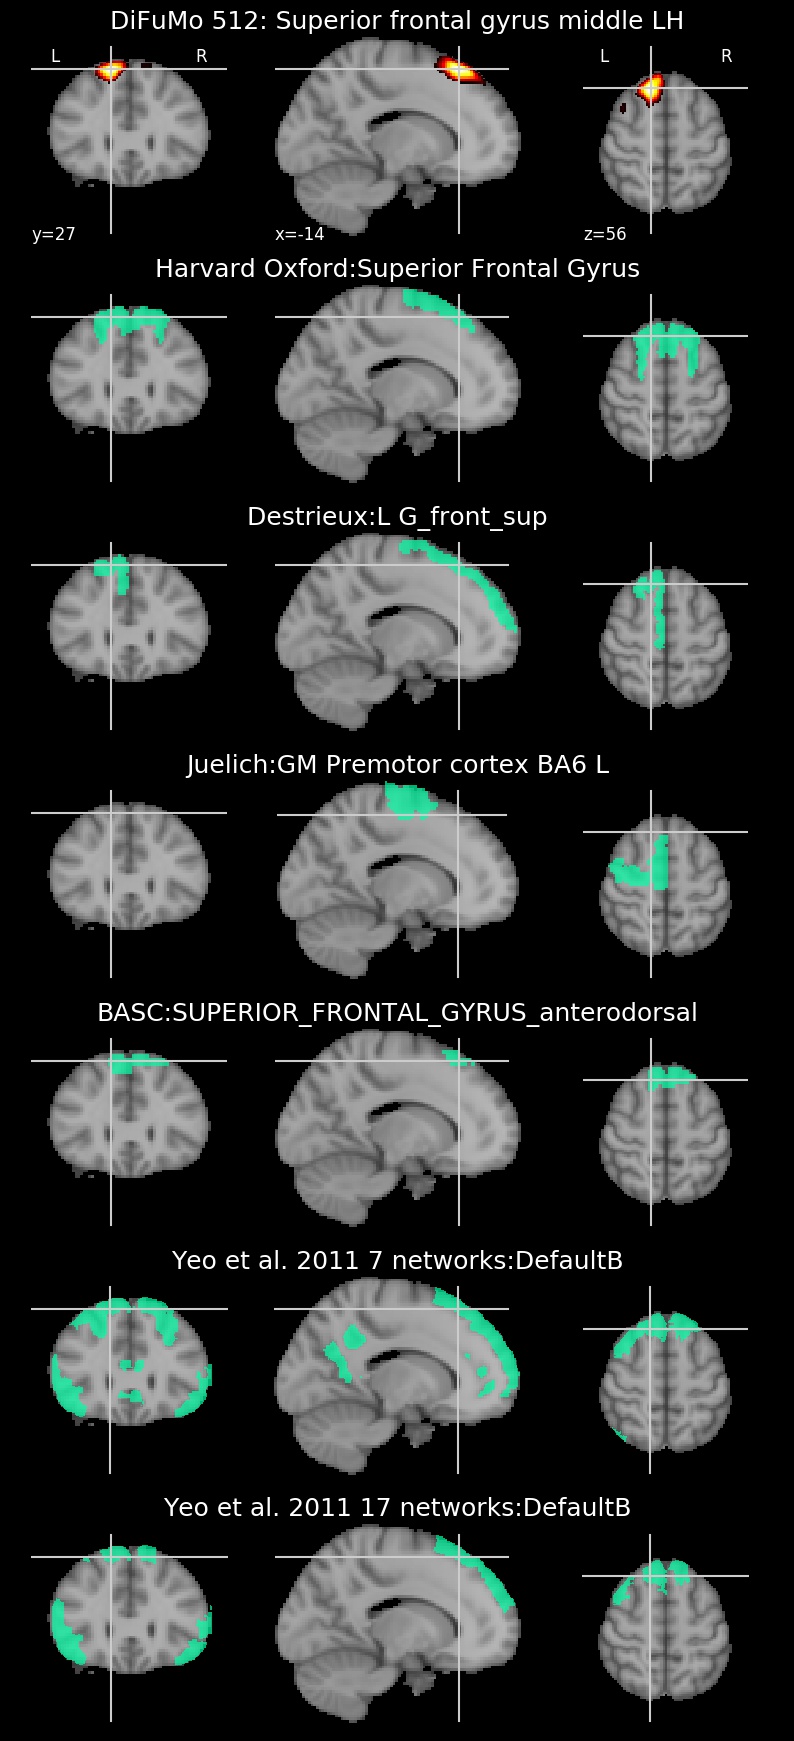 DiFuMo 512: Superior frontal gyrus middle LH
L R L R
y=27 x=-14 z=56
Harvard Oxford:Superior Frontal Gyrus
Destrieux:L G_front_sup
Juelich:GM Premotor cortex BA6 L
BASC:SUPERIOR_FRONTAL_GYRUS_anterodorsal
Yeo et al. 2011 7 networks:DefaultB
Yeo et al. 2011 17 networks:DefaultB